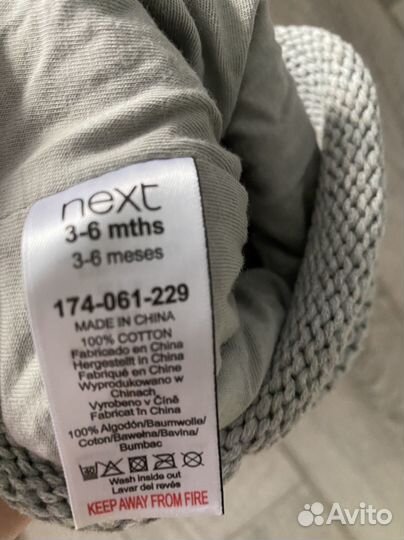 next
3-6 mths
3-6 meses
174-061-229
MADE IN CHINA
100% COTTON
Fabricado en China
Hergestellt in China
Fabriqué en Chine
Wyprodukowano w
Chinach
Vyrobeno v Číně
Fabricat în China
100% Algodón/Baumwolle/
Coton/Bawełna/Bavlna/
Bumbac
40
Wash inside out
Lavar del revés
KEEP AWAY FROM FIRE
Avito